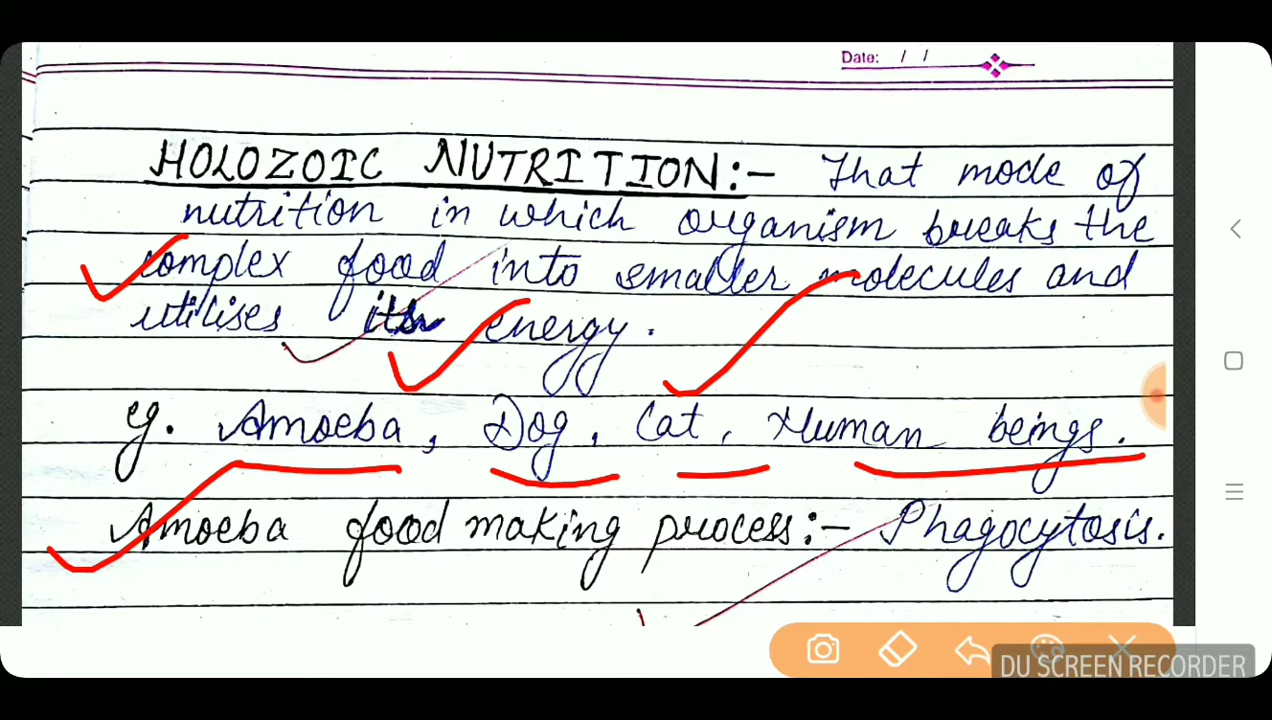 Date: / /
HOLOZOIC NUTRITION:- That mode of
nutrition in which organism breaks the
complex food into smaller molecules and
utilises its energy.
eg. Amoeba, Dog, Cat, Human beings.
Amoeba food making process:- Phagocytosis.
DU SCREEN RECORDER